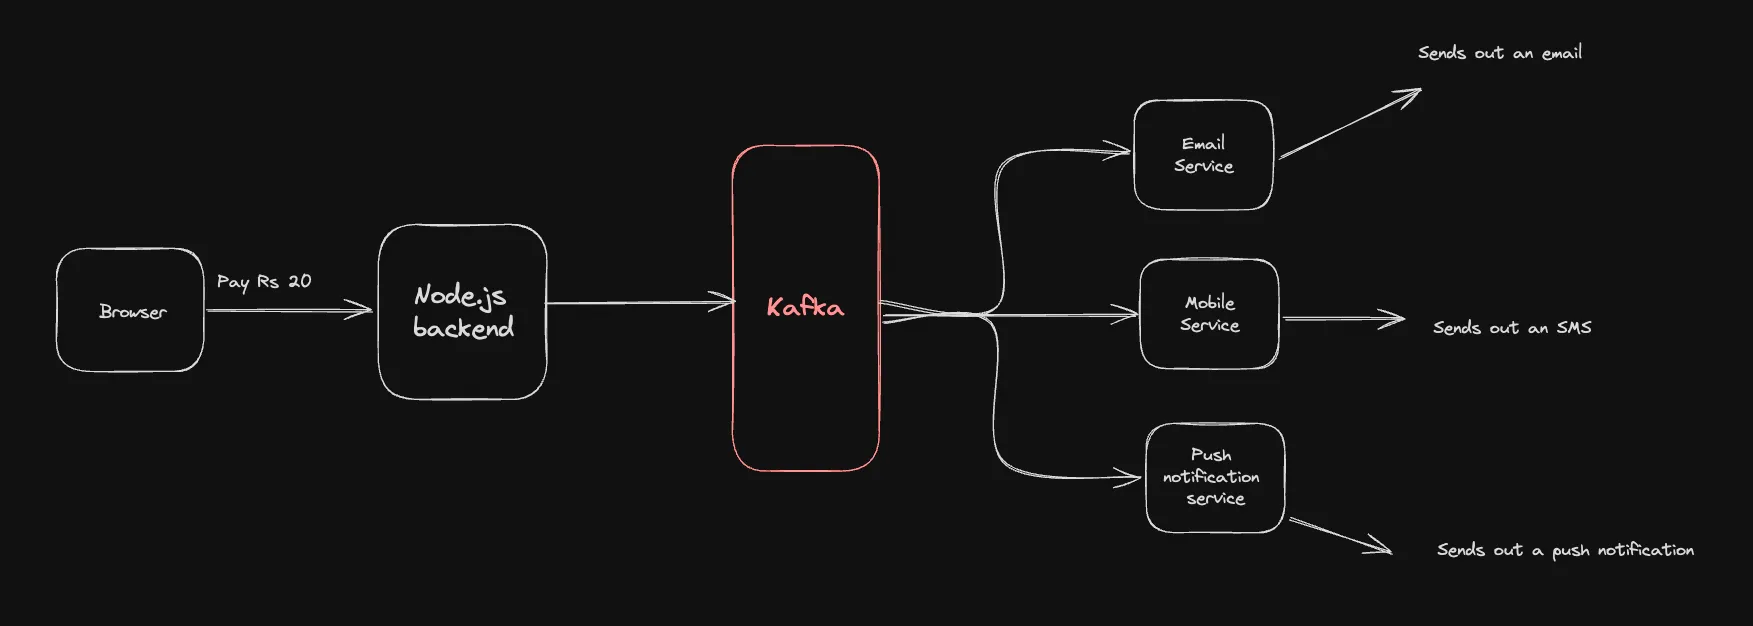 Sends out an email
Email
Service
Pay Rs 20
Browser
Node.js
backend
Kafka
Mobile
Service
Sends out an SMS
Push
notification
service
Sends out a push notification